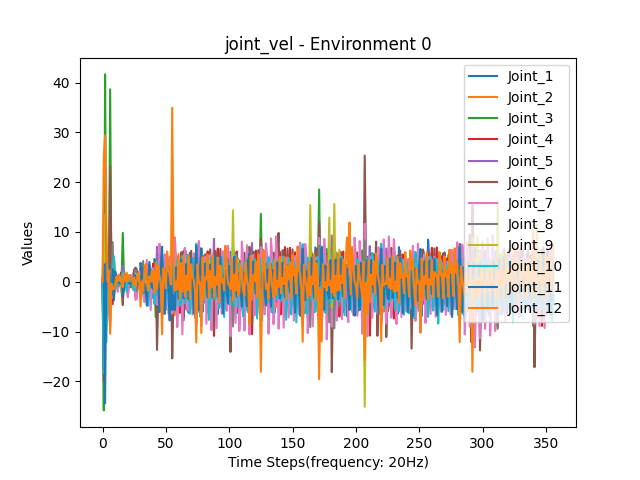 joint_vel - Environment 0
Values
40
30
20
10
0
−10
−20
0
50
100
150
200
250
300
350
Time Steps(frequency: 20Hz)
Joint_1
Joint_2
Joint_3
Joint_4
Joint_5
Joint_6
Joint_7
Joint_8
Joint_9
Joint_10
Joint_11
Joint_12